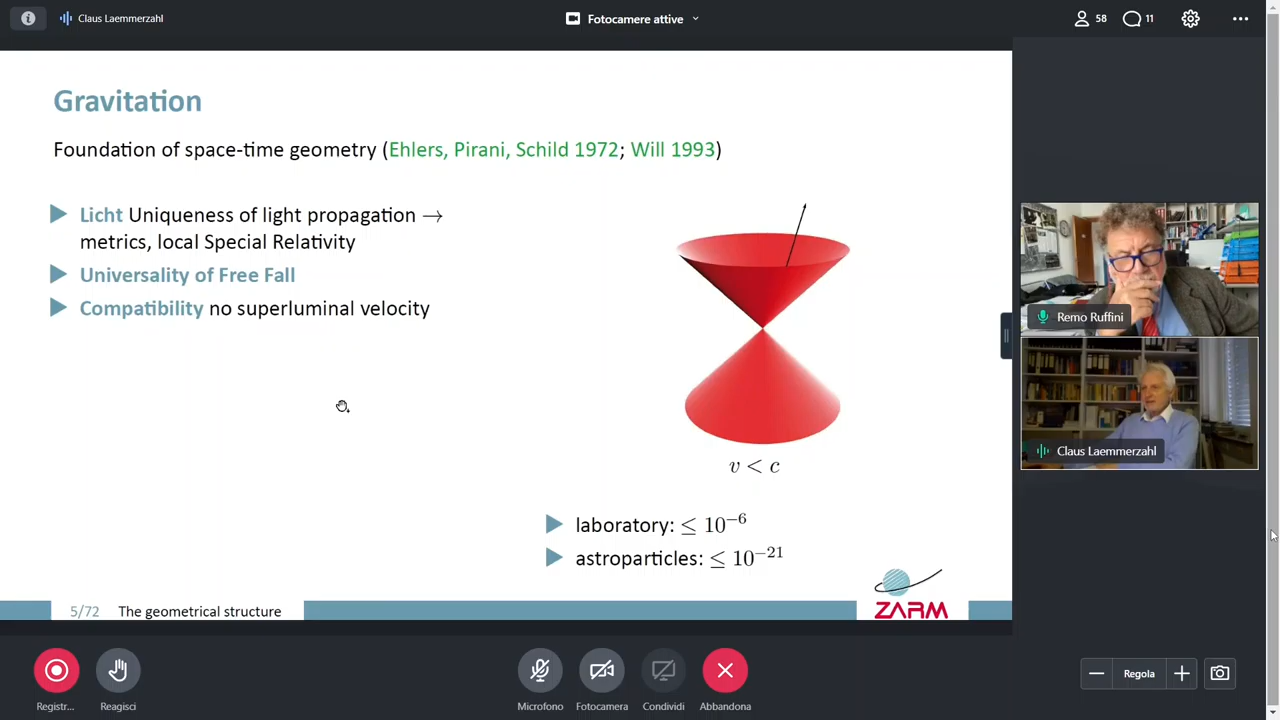 Claus Laemmerzahl
Fotocamere attive
58
11
Gravitation
Foundation of space-time geometry (Ehlers, Pirani, Schild 1972; Will 1993)
Licht Uniqueness of light propagation →
metrics, local Special Relativity
Universality of Free Fall
Compatibility no superluminal velocity
v < c
laboratory: ≤ 10⁻⁶
astroparticles: ≤ 10⁻²¹
5/72 The geometrical structure
ZARM
Remo Ruffini
Claus Laemmerzahl
Registr...
Reagisci
Microfono
Fotocamera
Condividi
Abbandona
Regola